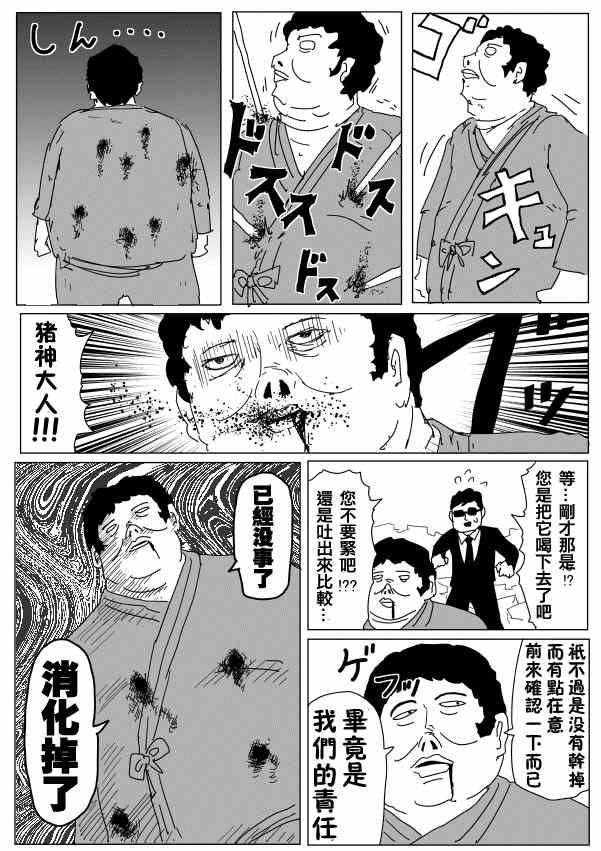 ゴキュン
ドスドスス
ドス
しん・・・・
猪神大人!!!
ブッ
等…剛才那是!?
您是把它喝下去了吧
您不要緊吧!???
還是吐出來比較…
衹不過是没有幹掉
而有點在意
前來確認一下而已
ゲフッ
畢竟是
我們的責任
已經没事了
消化掉了